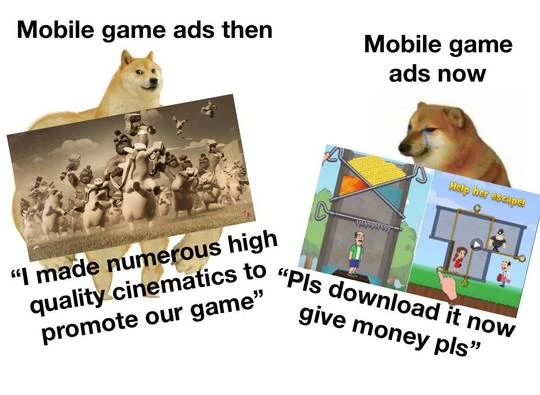 Mobile game ads then
“I made numerous high
quality cinematics to
promote our game”
Mobile game
ads now
Help her escape!
“Pls download it now
give money pls”